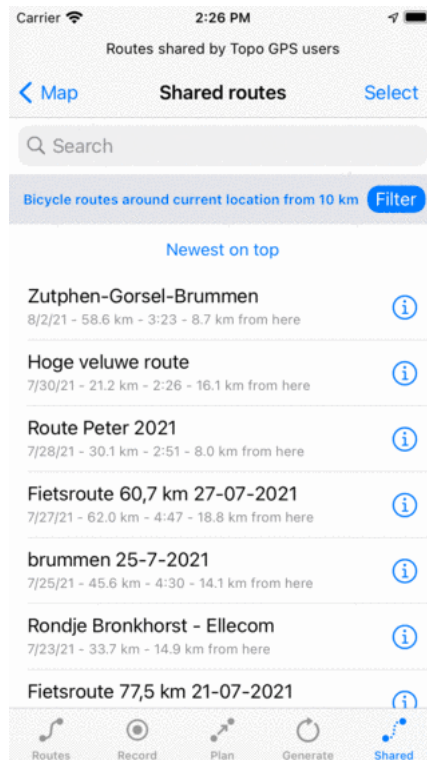 Carrier 2:26 PM
Routes shared by Topo GPS users
Map Shared routes Select
Search
Bicycle routes around current location from 10 km Filter
Newest on top
Zutphen-Gorsel-Brummen
8/2/21 - 58.6 km - 3:23 - 8.7 km from here
Hoge veluwe route
7/30/21 - 21.2 km - 2:26 - 16.1 km from here
Route Peter 2021
7/28/21 - 30.1 km - 2:51 - 8.0 km from here
Fietsroute 60,7 km 27-07-2021
7/27/21 - 62.0 km - 4:47 - 18.8 km from here
brummen 25-7-2021
7/25/21 - 45.6 km - 4:30 - 14.1 km from here
Rondje Bronkhorst - Ellecom
7/23/21 - 33.7 km - 14.9 km from here
Fietsroute 77,5 km 21-07-2021
Routes Record Plan Generate Shared